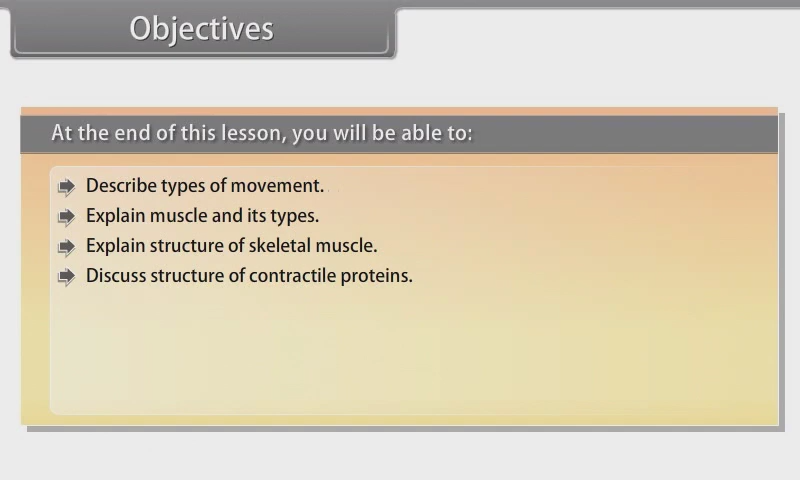 Objectives
At the end of this lesson, you will be able to:
Describe types of movement.
Explain muscle and its types.
Explain structure of skeletal muscle.
Discuss structure of contractile proteins.